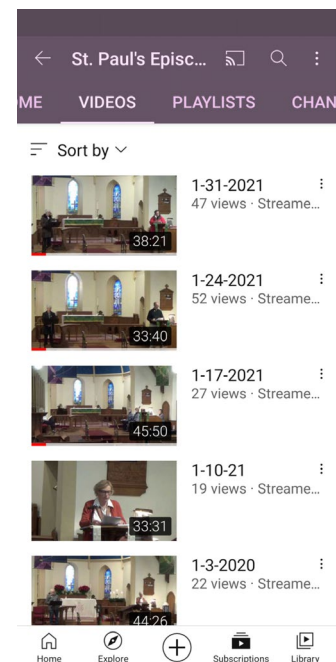 St. Paul's Episc...
ME VIDEOS PLAYLISTS CHAN
Sort by
1-31-2021
47 views · Streame...
38:21
1-24-2021
52 views · Streame...
33:40
1-17-2021
27 views · Streame...
45:50
1-10-21
19 views · Streame...
33:31
1-3-2020
22 views · Streame...
44:26
Home Explore Subscriptions Library